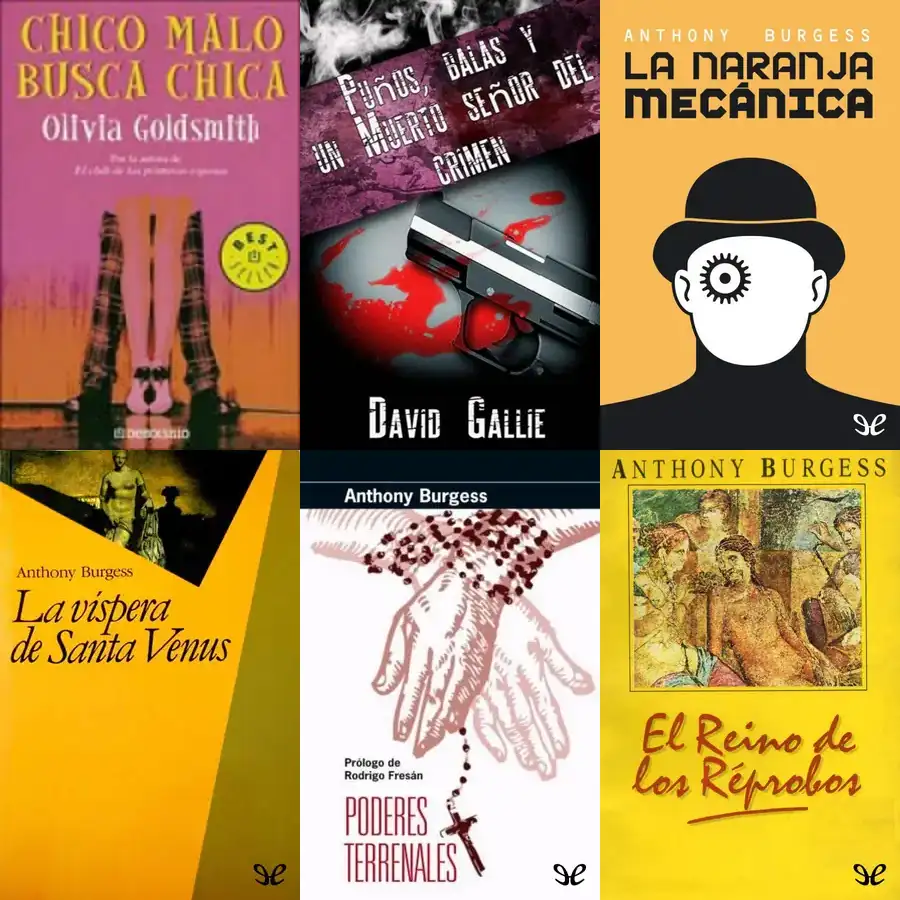 CHICO MALO
BUSCA CHICA
Olivia Goldsmith
Por la autora de
El club de las primeras esposas
BEST
SELLER
DEBOLS!LLO
Puños, balas y
un Muerto señor del
crimen
David Gallie
ANTHONY BURGESS
LA NARANJA
MECÁNICA
Anthony Burgess
La víspera
de Santa Venus
Anthony Burgess
Prólogo de
Rodrigo Fresán
PODERES
TERRENALES
ANTHONY BURGESS
El Reino de
los Réprobos